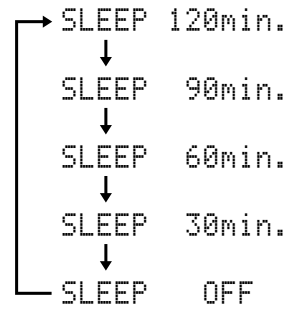 SLEEP 120min.
SLEEP 90min.
SLEEP 60min.
SLEEP 30min.
SLEEP OFF